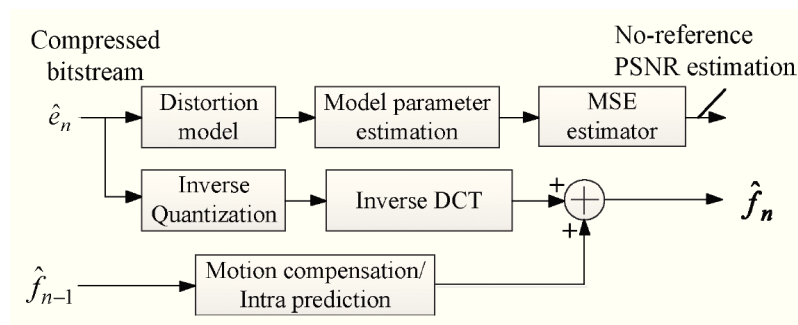 Compressed
bitstream
No-reference
PSNR estimation
ê_n
Distortion
model
Model parameter
estimation
MSE
estimator
Inverse
Quantization
Inverse DCT
+
+
f̂_n
f̂_{n−1}
Motion compensation/
Intra prediction